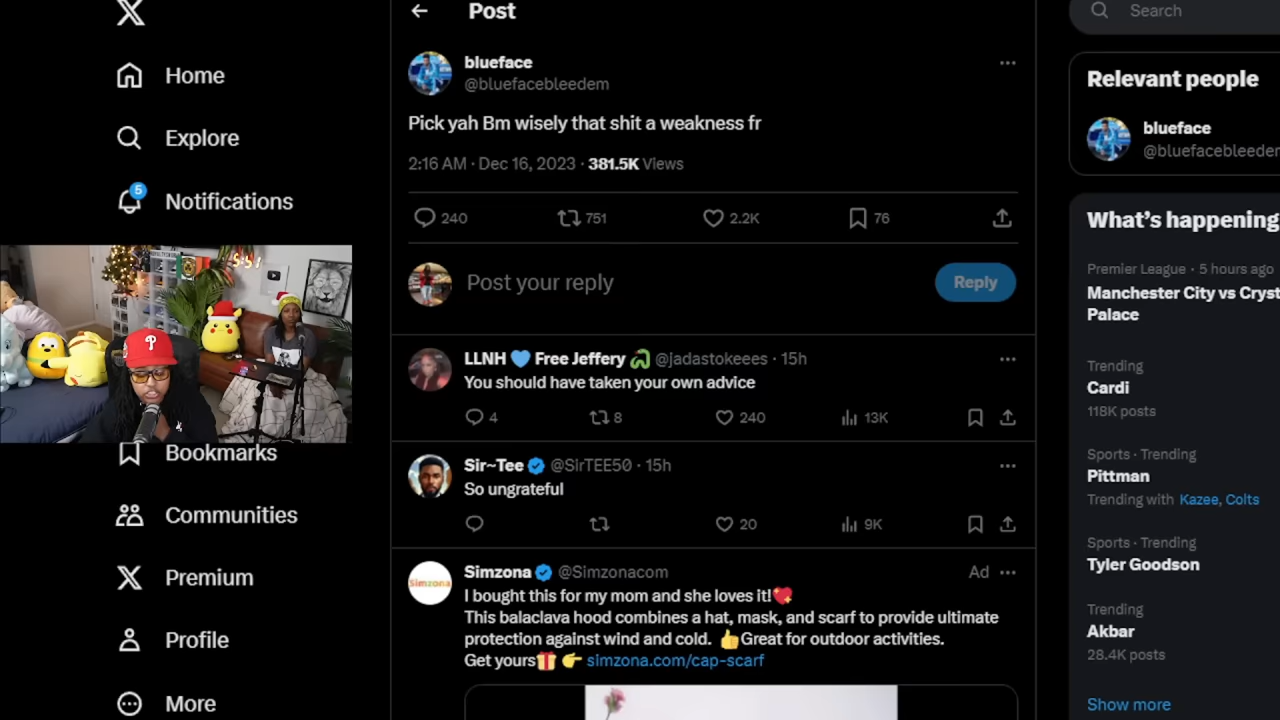 X
Home
Explore
5
Notifications
Bookmarks
Communities
Premium
Profile
More
Post
blueface
@bluefacebleedem
Pick yah Bm wisely that shit a weakness fr
2:16 AM · Dec 16, 2023 · 381.5K Views
240 751 2.2K 76
Post your reply
Reply
LLNH 💙 Free Jeffery 🐍 @jadastokeees · 15h
You should have taken your own advice
4 8 240 13K
Sir~Tee @SirTEE50 · 15h
So ungrateful
20 9K
Simzona
Simzona @Simzonacom Ad
I bought this for my mom and she loves it!💘
This balaclava hood combines a hat, mask, and scarf to provide ultimate
protection against wind and cold. 👍Great for outdoor activities.
Get yours🎁 👉 simzona.com/cap-scarf
Search
Relevant people
blueface
@bluefacebleeder
What's happening
Premier League · 5 hours ago
Manchester City vs Cryst
Palace
Trending
Cardi
118K posts
Sports · Trending
Pittman
Trending with Kazee, Colts
Sports · Trending
Tyler Goodson
Trending
Akbar
28.4K posts
Show more
P